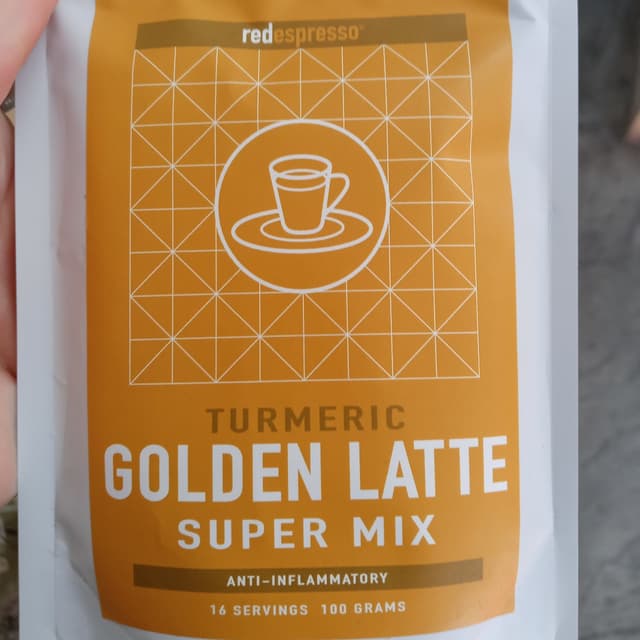 redespresso
TURMERIC
GOLDEN LATTE
SUPER MIX
ANTI-INFLAMMATORY
16 SERVINGS 100 GRAMS